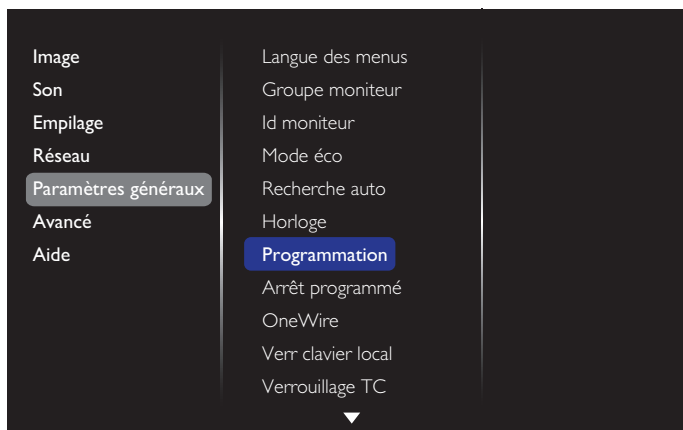 Image
Son
Empilage
Réseau
Paramètres généraux
Avancé
Aide
Langue des menus
Groupe moniteur
Id moniteur
Mode éco
Recherche auto
Horloge
Programmation
Arrêt programmé
OneWire
Verr clavier local
Verrouillage TC